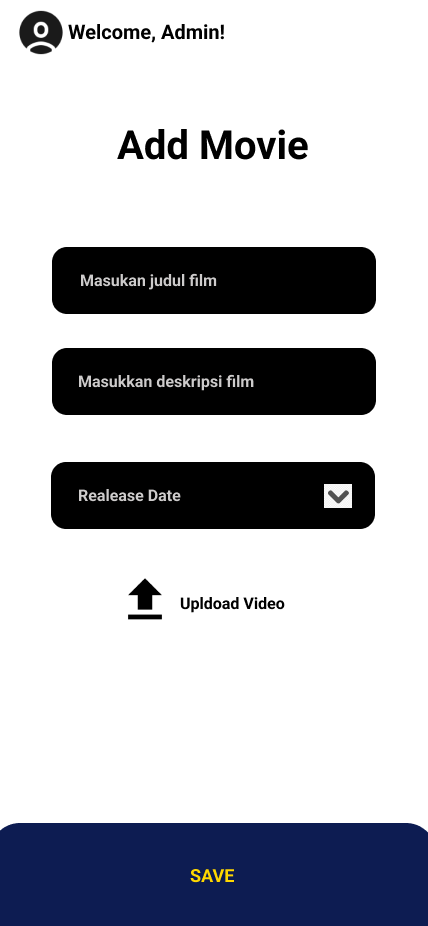 Welcome, Admin!
Add Movie
Masukan judul film
Masukkan deskripsi film
Realease Date
Upldoad Video
SAVE